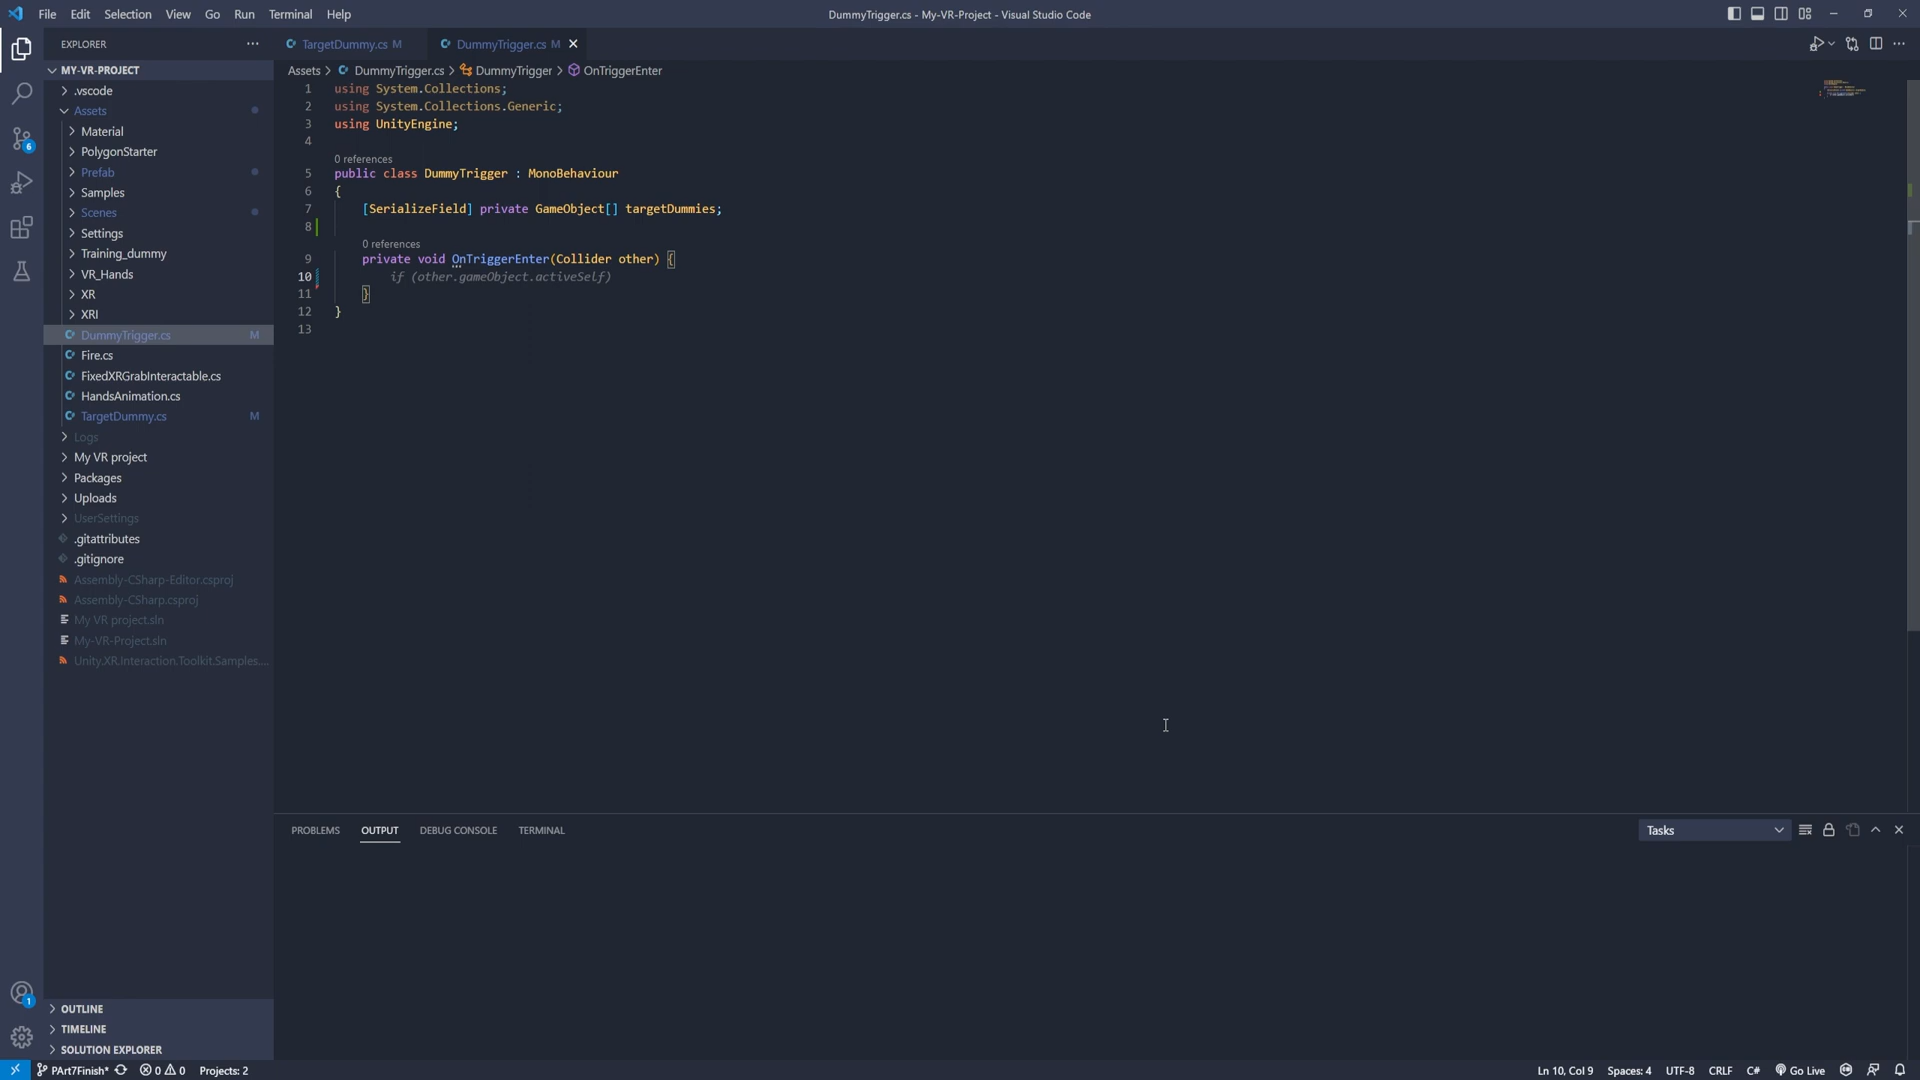 File Edit Selection View Go Run Terminal Help
DummyTrigger.cs - My-VR-Project - Visual Studio Code
EXPLORER
MY-VR-PROJECT
.vscode
Assets
Material
PolygonStarter
Prefab
Samples
Scenes
Settings
Training_dummy
VR_Hands
XR
XRI
DummyTrigger.cs M
Fire.cs
FixedXRGrabInteractable.cs
HandsAnimation.cs
TargetDummy.cs M
Logs
My VR project
Packages
Uploads
UserSettings
.gitattributes
.gitignore
Assembly-CSharp-Editor.csproj
Assembly-CSharp.csproj
My VR project.sln
My-VR-Project.sln
Unity.XR.Interaction.Toolkit.Samples....
OUTLINE
TIMELINE
SOLUTION EXPLORER
6
1
TargetDummy.cs M DummyTrigger.cs M
Assets > DummyTrigger.cs > DummyTrigger > OnTriggerEnter
1 using System.Collections;
2 using System.Collections.Generic;
3 using UnityEngine;
4
0 references
5 public class DummyTrigger : MonoBehaviour
6 {
7 [SerializeField] private GameObject[] targetDummies;
8
0 references
9 private void OnTriggerEnter(Collider other) {
10 if (other.gameObject.activeSelf)
11 }
12 }
13
PROBLEMS OUTPUT DEBUG CONSOLE TERMINAL
Tasks
PArt7Finish* 0 0 Projects: 2
Ln 10, Col 9 Spaces: 4 UTF-8 CRLF C# Go Live